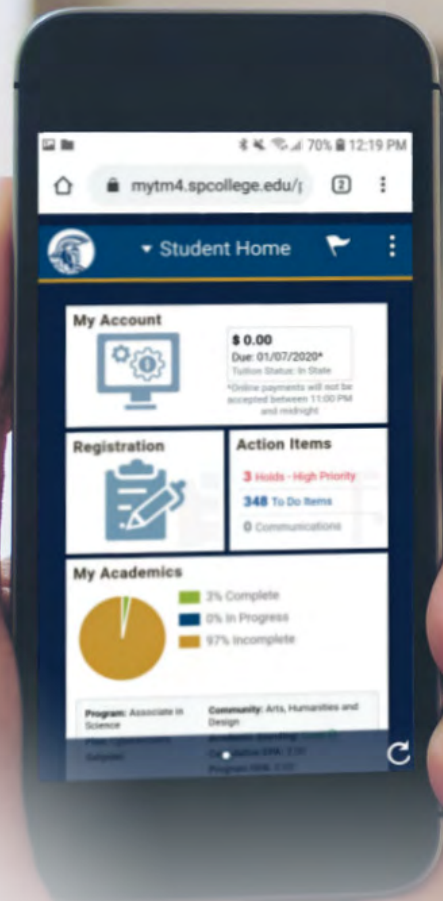 70% 12:19 PM
mytm4.spcollege.edu/p 2
Student Home
My Account
$ 0.00
Due: 01/07/2020*
Tuition Status: In State
*Online payments will not be
accepted between 11:00 PM
and midnight
Registration
Action Items
3 Holds - High Priority
348 To Do Items
0 Communications
My Academics
3% Complete
0% In Progress
97% Incomplete
Program: Associate in
Science
Community: Arts, Humanities and
Design